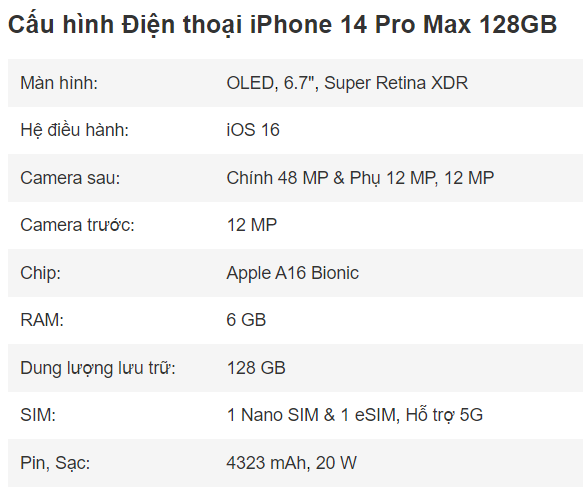 Cấu hình Điện thoại iPhone 14 Pro Max 128GB
Màn hình: OLED, 6.7", Super Retina XDR
Hệ điều hành: iOS 16
Camera sau: Chính 48 MP & Phụ 12 MP, 12 MP
Camera trước: 12 MP
Chip: Apple A16 Bionic
RAM: 6 GB
Dung lượng lưu trữ: 128 GB
SIM: 1 Nano SIM & 1 eSIM, Hỗ trợ 5G
Pin, Sạc: 4323 mAh, 20 W